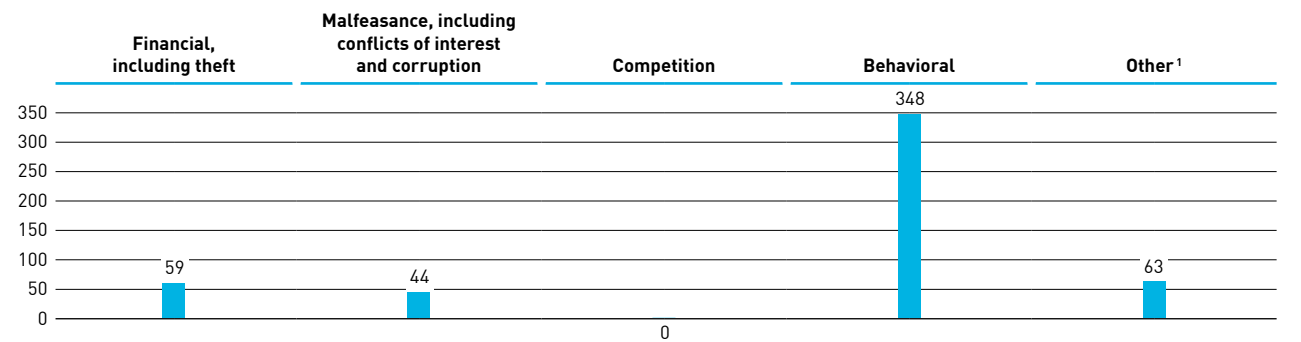 Financial,
including theft
Malfeasance, including
conflicts of interest
and corruption
Competition
Behavioral
Other ¹
350
300
250
200
150
100
50
0
59
44
0
348
63